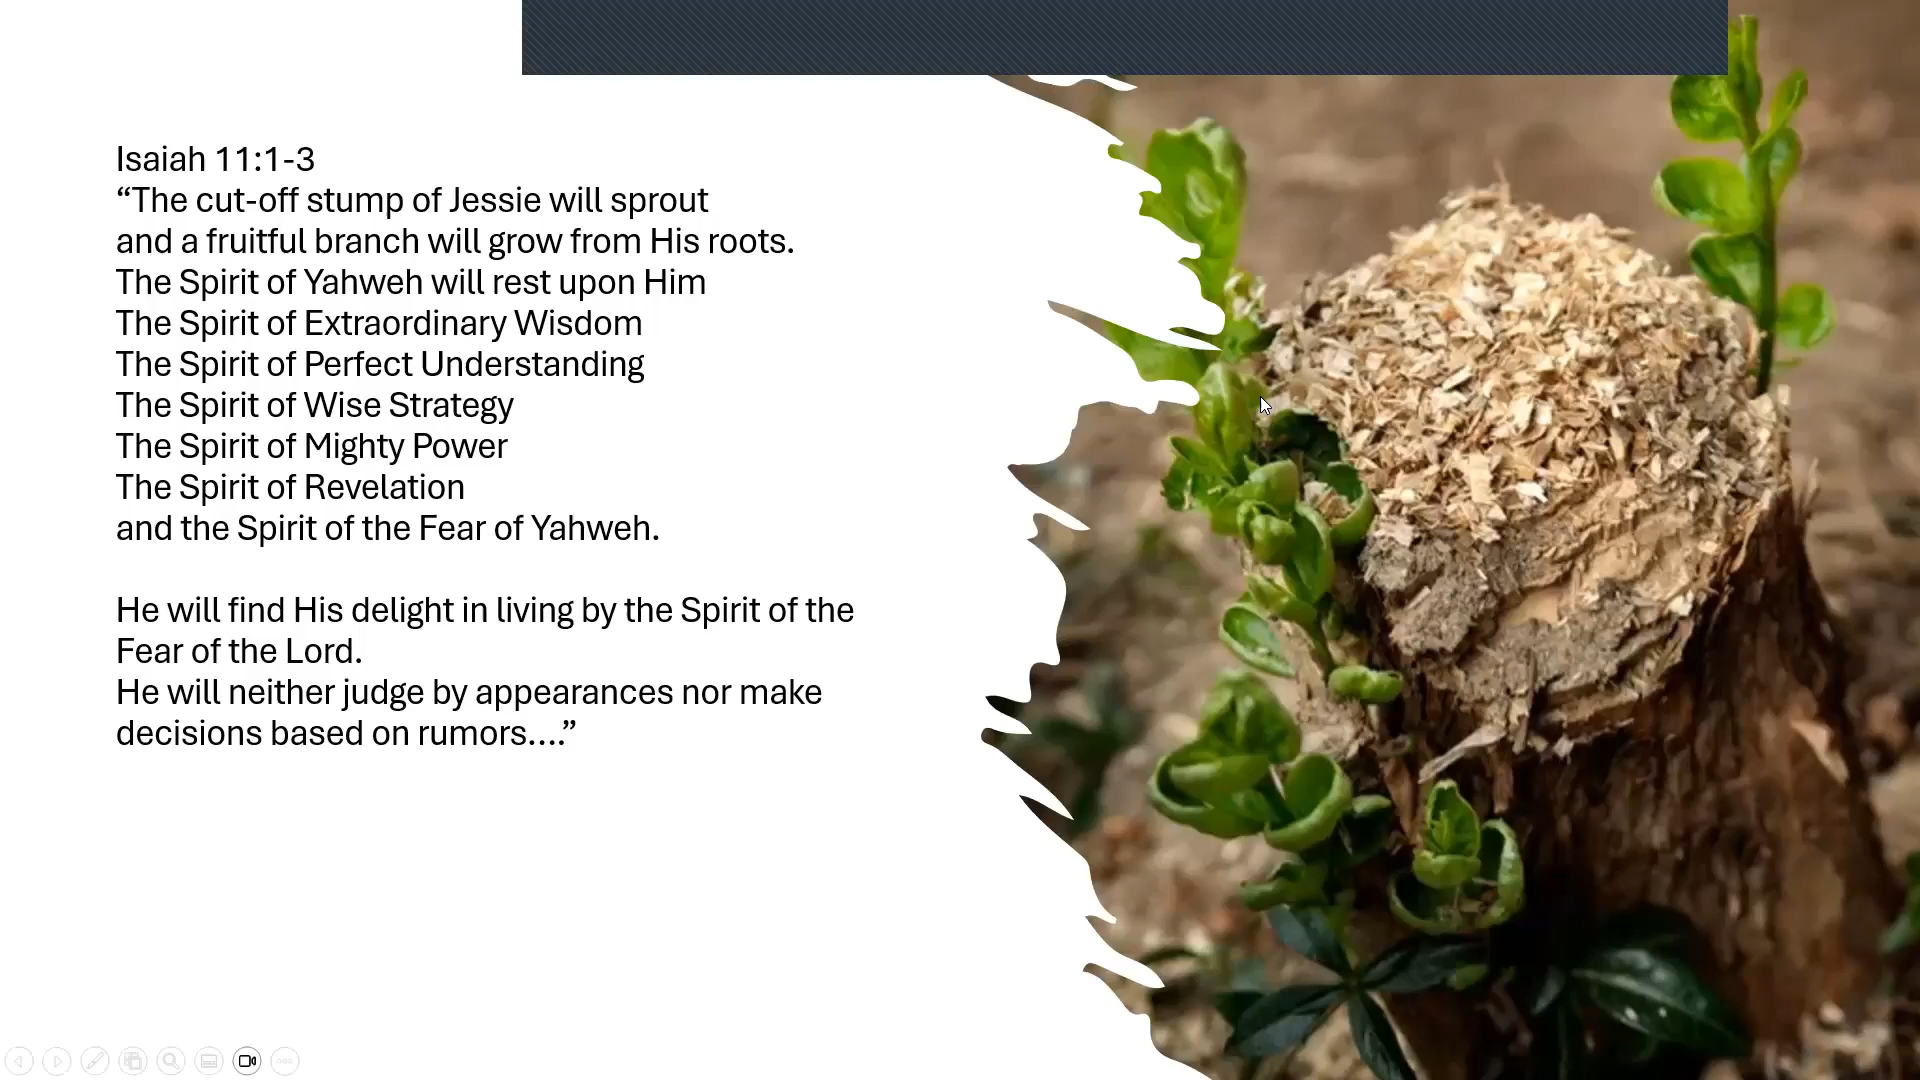 Isaiah 11:1-3
“The cut-off stump of Jessie will sprout
and a fruitful branch will grow from His roots.
The Spirit of Yahweh will rest upon Him
The Spirit of Extraordinary Wisdom
The Spirit of Perfect Understanding
The Spirit of Wise Strategy
The Spirit of Mighty Power
The Spirit of Revelation
and the Spirit of the Fear of Yahweh.
He will find His delight in living by the Spirit of the
Fear of the Lord.
He will neither judge by appearances nor make
decisions based on rumors....”